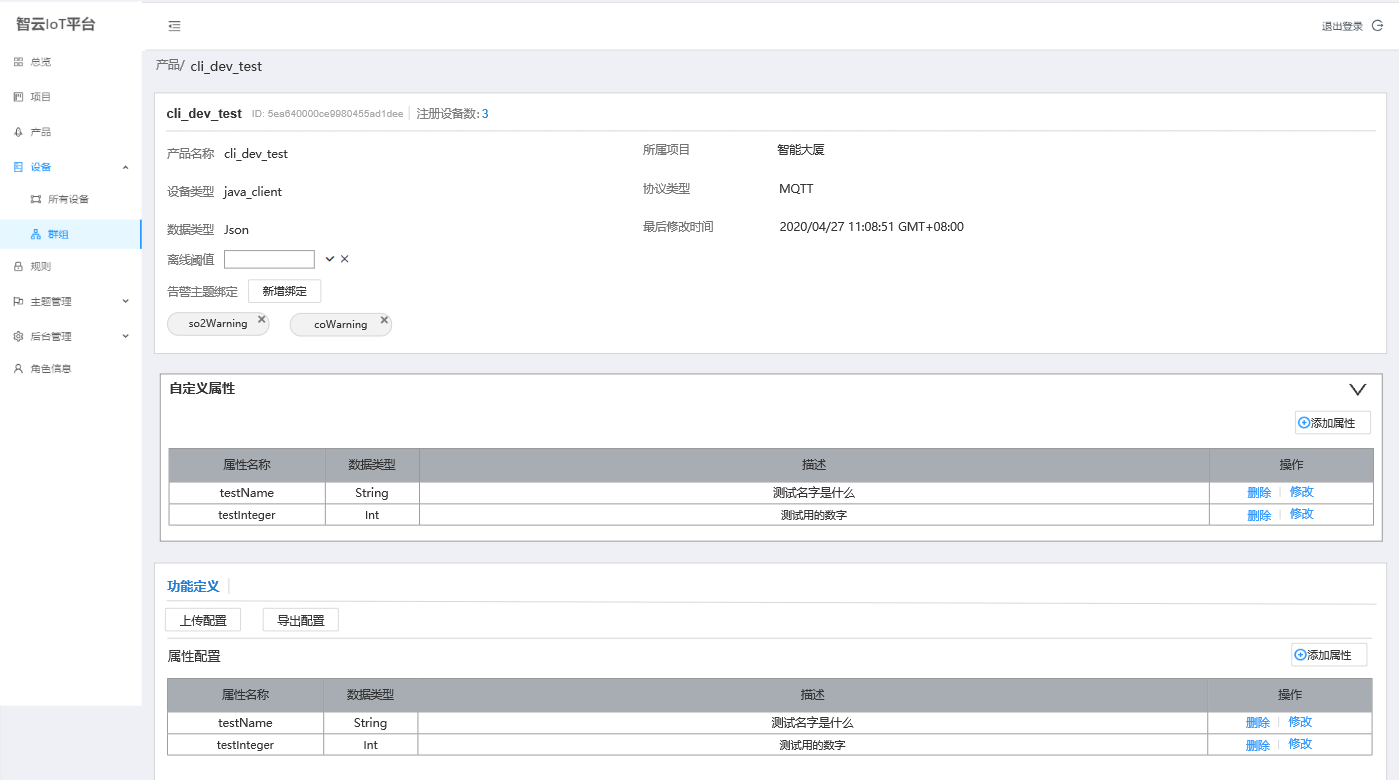 智云IoT平台
退出登录
总览
项目
产品
设备
所有设备
群组
规则
主题管理
后台管理
角色信息
产品/ cli_dev_test
cli_dev_test ID: 5ea640000ce9980455ad1dee 注册设备数: 3
产品名称 cli_dev_test 所属项目 智能大厦
设备类型 java_client 协议类型 MQTT
数据类型 Json 最后修改时间 2020/04/27 11:08:51 GMT+08:00
离线阈值
告警主题绑定 新增绑定
so2Warning coWarning
自定义属性
添加属性
属性名称 数据类型 描述 操作
testName String 测试名字是什么 删除 修改
testInteger Int 测试用的数字 删除 修改
功能定义
上传配置 导出配置
属性配置 添加属性
属性名称 数据类型 描述 操作
testName String 测试名字是什么 删除 修改
testInteger Int 测试用的数字 删除 修改